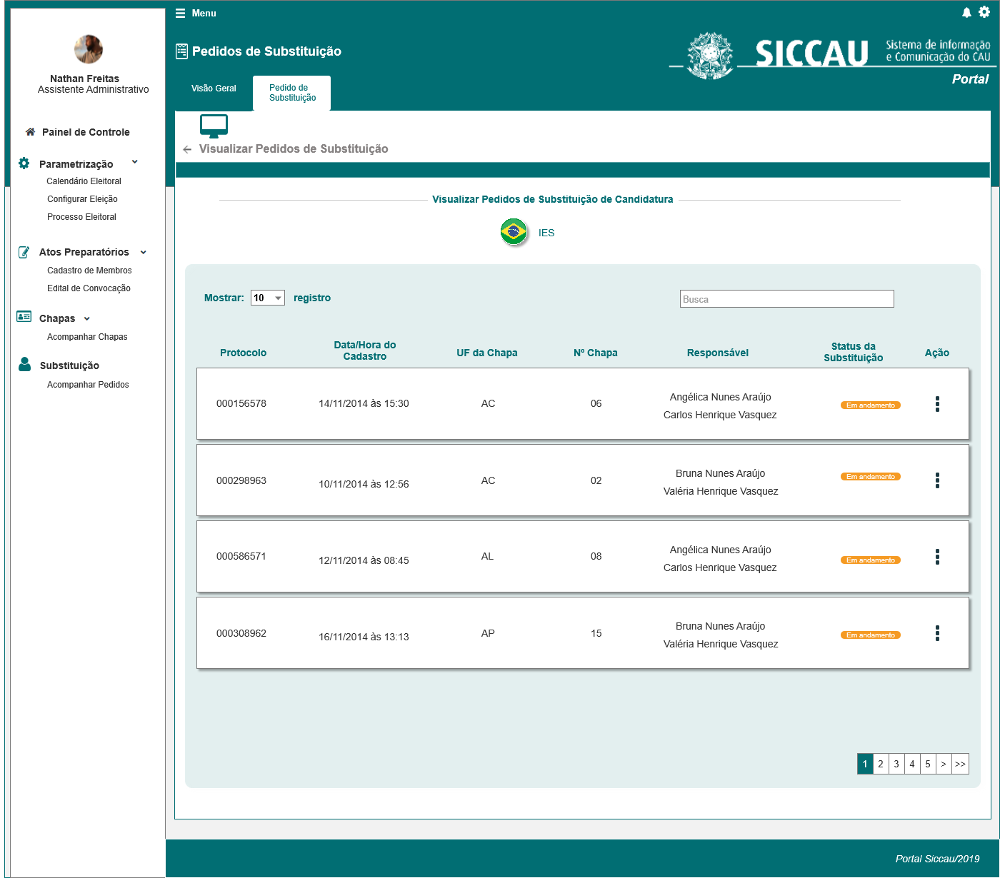 Menu
Pedidos de Substituição
SICCAU
Sistema de informação
e Comunicação do CAU
Portal
Visão Geral
Pedido de
Substituição
Nathan Freitas
Assistente Administrativo
Painel de Controle
Parametrização
Calendário Eleitoral
Configurar Eleição
Processo Eleitoral
Atos Preparatórios
Cadastro de Membros
Edital de Convocação
Chapas
Acompanhar Chapas
Substituição
Acompanhar Pedidos
← Visualizar Pedidos de Substituição
Visualizar Pedidos de Substituição de Candidatura
IES
Mostrar: 10 registro
Busca
Protocolo
Data/Hora do
Cadastro
UF da Chapa
Nº Chapa
Responsável
Status da
Substituição
Ação
000156578
14/11/2014 às 15:30
AC
06
Angélica Nunes Araújo
Carlos Henrique Vasquez
Em andamento
000298963
10/11/2014 às 12:56
AC
02
Bruna Nunes Araújo
Valéria Henrique Vasquez
Em andamento
000586571
12/11/2014 às 08:45
AL
08
Angélica Nunes Araújo
Carlos Henrique Vasquez
Em andamento
000308962
16/11/2014 às 13:13
AP
15
Bruna Nunes Araújo
Valéria Henrique Vasquez
Em andamento
1 2 3 4 5 > >>
Portal Siccau/2019